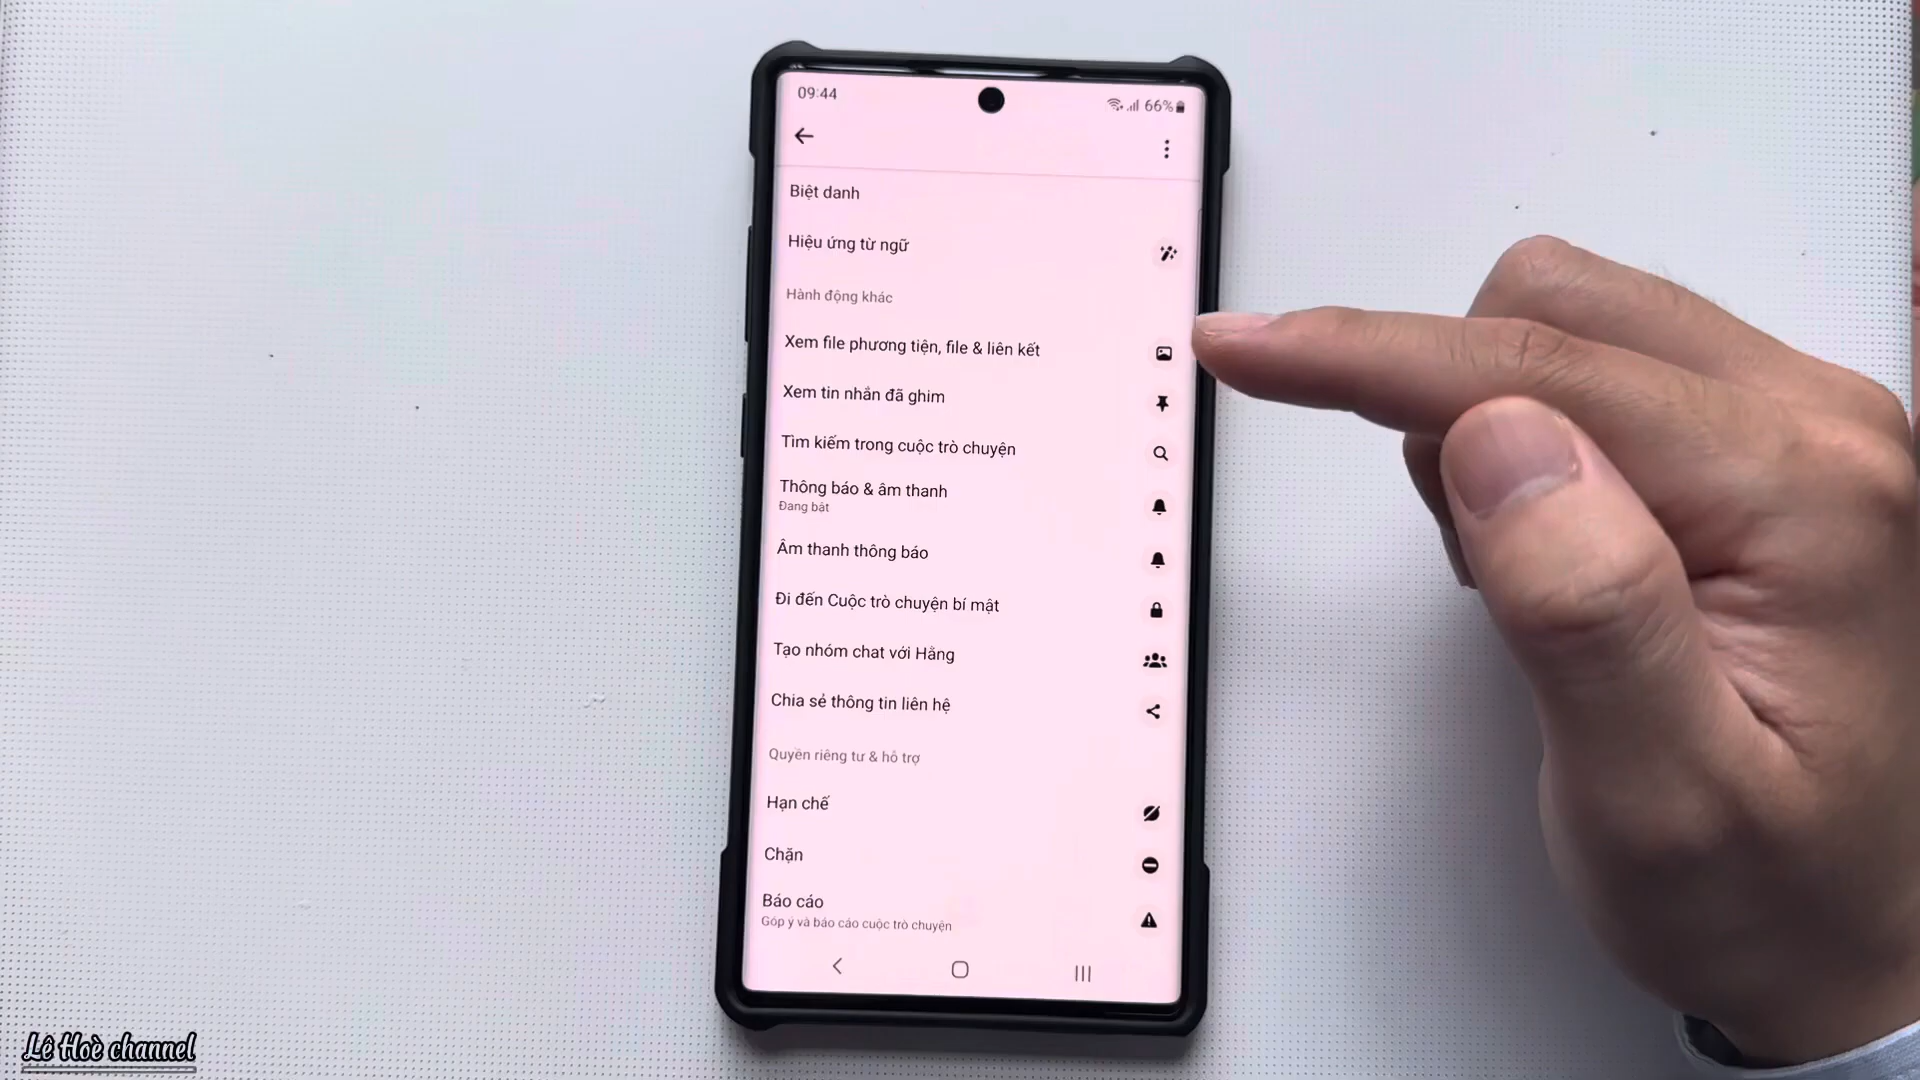 09:44
66%
Biệt danh
Hiệu ứng từ ngữ
Hành động khác
Xem file phương tiện, file & liên kết
Xem tin nhắn đã ghim
Tìm kiếm trong cuộc trò chuyện
Thông báo & âm thanh
Đang bật
Âm thanh thông báo
Đi đến Cuộc trò chuyện bí mật
Tạo nhóm chat với Hằng
Chia sẻ thông tin liên hệ
Quyền riêng tư & hỗ trợ
Hạn chế
Chặn
Báo cáo
Góp ý và báo cáo cuộc trò chuyện
Lê Hoè channel